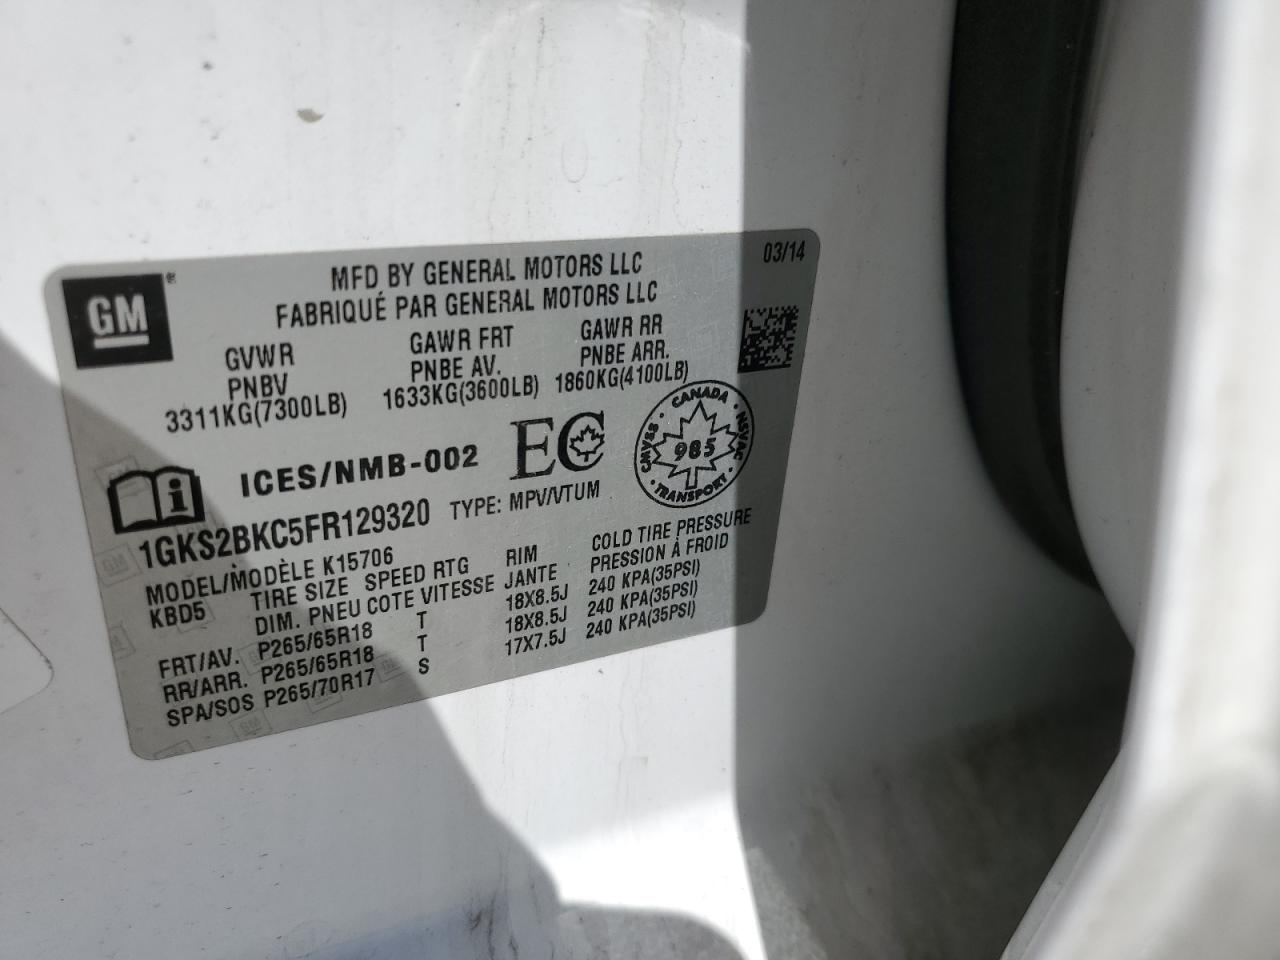 GM ®
MFD BY GENERAL MOTORS LLC
03/14
FABRIQUÉ PAR GENERAL MOTORS LLC
GVWR
PNBV
3311KG(7300LB)
GAWR FRT
PNBE AV.
1633KG(3600LB)
GAWR RR
PNBE ARR.
1860KG(4100LB)
ICES/NMB-002
EC
CANADA
NSVAC
TRANSPORT
CMVSS
985
1GKS2BKC5FR129320 TYPE: MPV/VTUM
MODEL/MODÈLE K15706
KBD5
TIRE SIZE SPEED RTG RIM COLD TIRE PRESSURE
DIM. PNEU COTE VITESSE JANTE PRESSION À FROID
FRT/AV. P265/65R18 T 18X8.5J 240 KPA(35PSI)
RR/ARR. P265/65R18 T 18X8.5J 240 KPA(35PSI)
SPA/SOS P265/70R17 S 17X7.5J 240 KPA(35PSI)